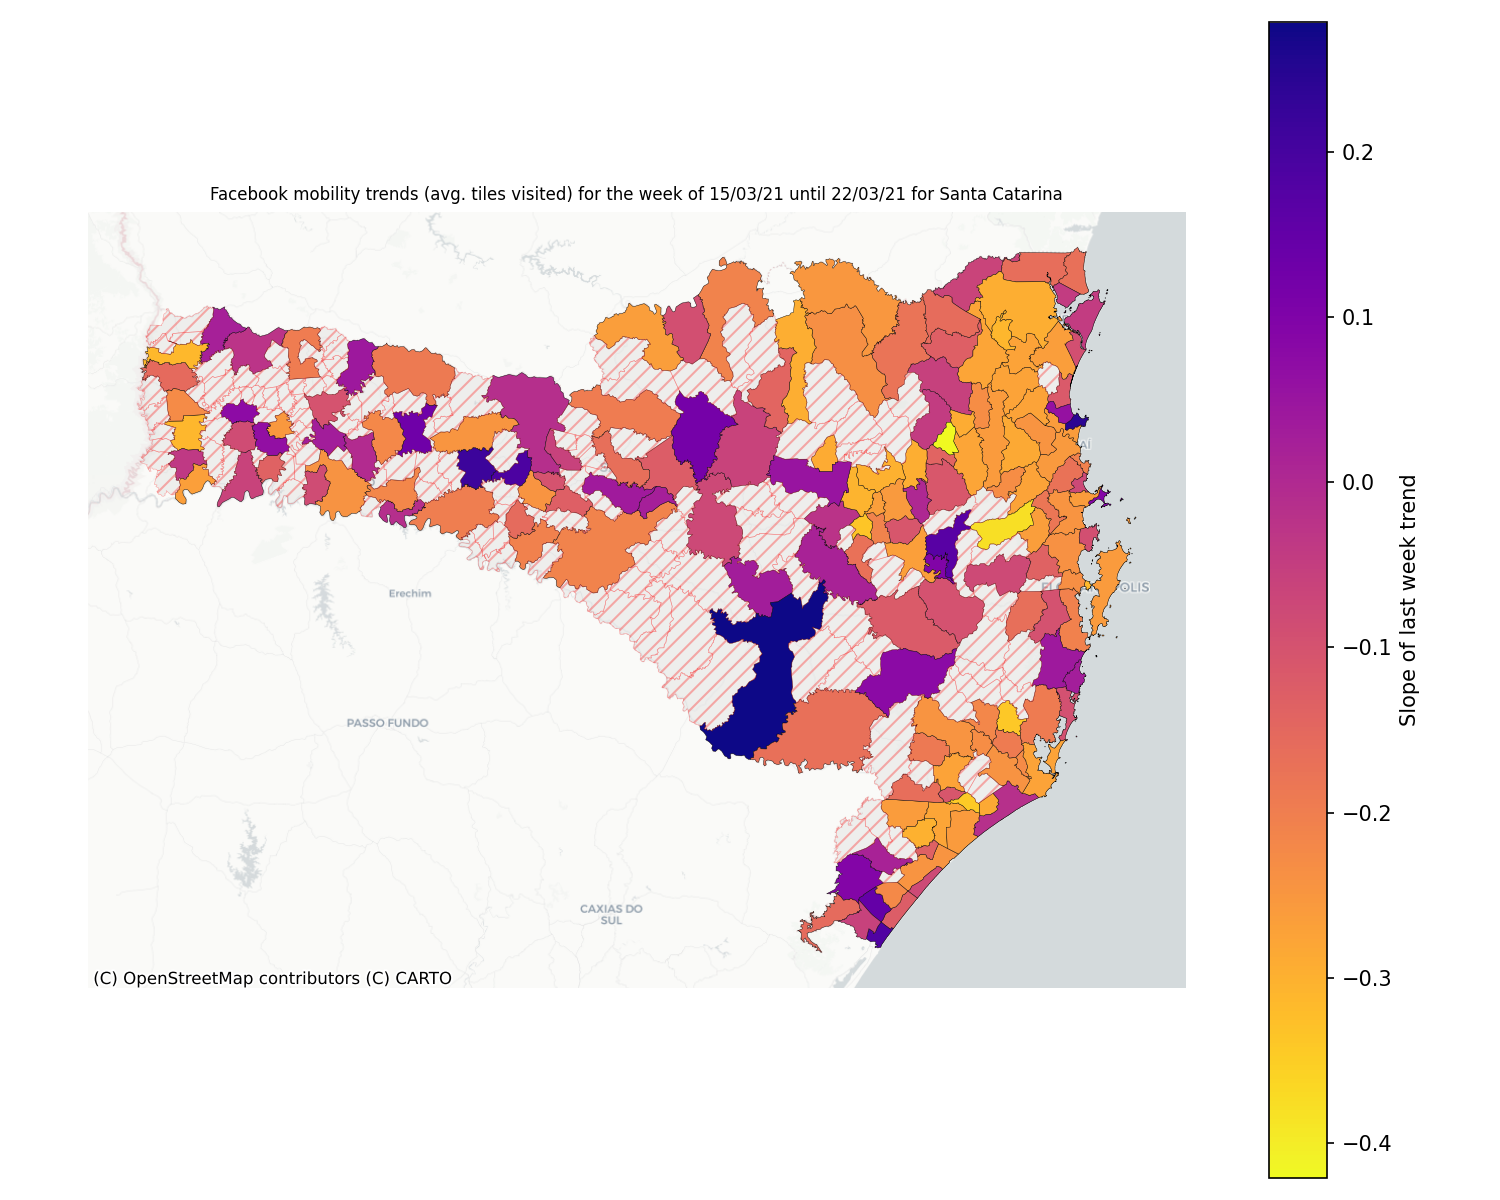 Facebook mobility trends (avg. tiles visited) for the week of 15/03/21 until 22/03/21 for Santa Catarina
0.2
0.1
0.0
−0.1
−0.2
−0.3
−0.4
Slope of last week trend
Erechim
PASSO FUNDO
CAXIAS DO
SUL
OLIS
(C) OpenStreetMap contributors (C) CARTO